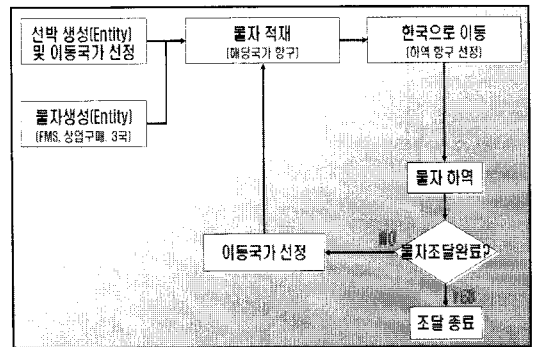 선박 생성(Entity)
및 이동국가 선정
물자 적재
(해당국가 항구)
한국으로 이동
(하역 항구 선정)
물자생성(Entity)
(FMS, 상업구매, 3국)
물자 하역
이동국가 선정
NO
물자조달완료?
YES
조달 종료